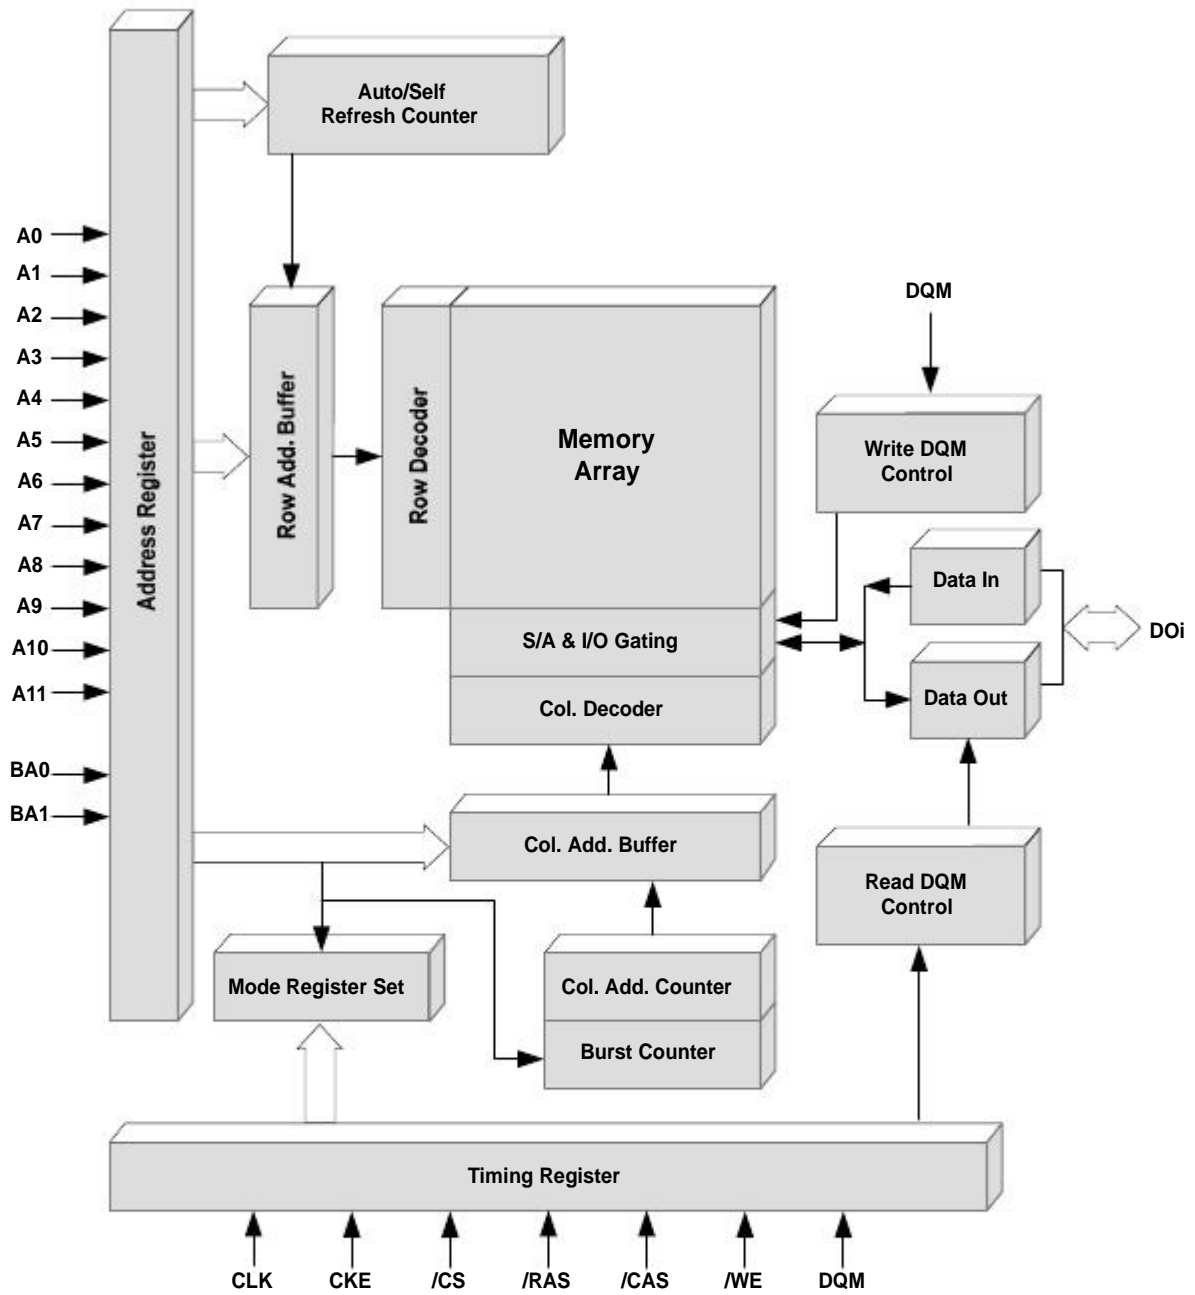 Auto/Self
Refresh Counter
A0
A1
A2
A3
A4
A5
A6
A7
A8
A9
A10
A11
BA0
BA1
Address Register
Row Add. Buffer
Row Decoder
Memory
Array
S/A & I/O Gating
Col. Decoder
DQM
Write DQM
Control
Data In
DOi
Data Out
Col. Add. Buffer
Read DQM
Control
Mode Register Set
Col. Add. Counter
Burst Counter
Timing Register
CLK
CKE
/CS
/RAS
/CAS
/WE
DQM